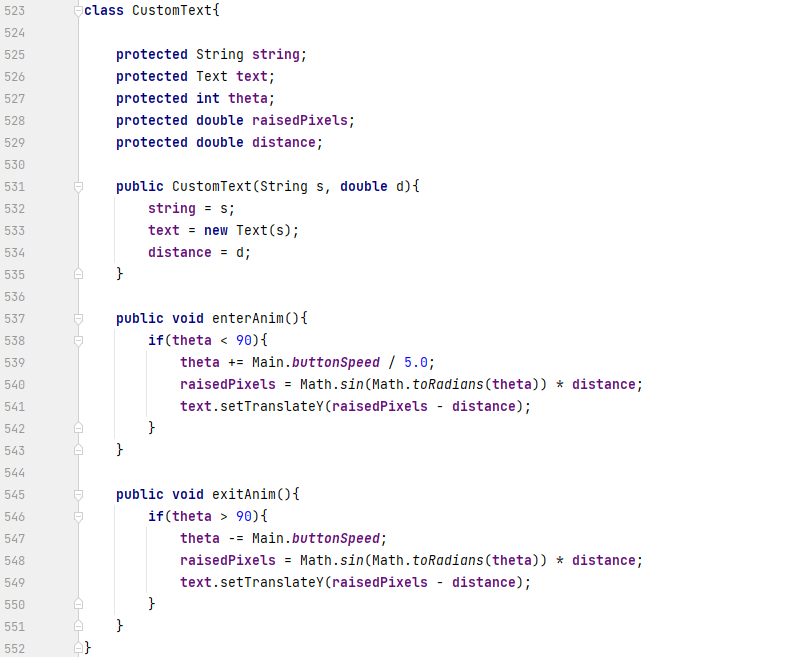 523 class CustomText{
524
525     protected String string;
526     protected Text text;
527     protected int theta;
528     protected double raisedPixels;
529     protected double distance;
530
531     public CustomText(String s, double d){
532         string = s;
533         text = new Text(s);
534         distance = d;
535     }
536
537     public void enterAnim(){
538         if(theta < 90){
539             theta += Main.buttonSpeed / 5.0;
540             raisedPixels = Math.sin(Math.toRadians(theta)) * distance;
541             text.setTranslateY(raisedPixels - distance);
542         }
543     }
544
545     public void exitAnim(){
546         if(theta > 90){
547             theta -= Main.buttonSpeed;
548             raisedPixels = Math.sin(Math.toRadians(theta)) * distance;
549             text.setTranslateY(raisedPixels - distance);
550         }
551     }
552 }